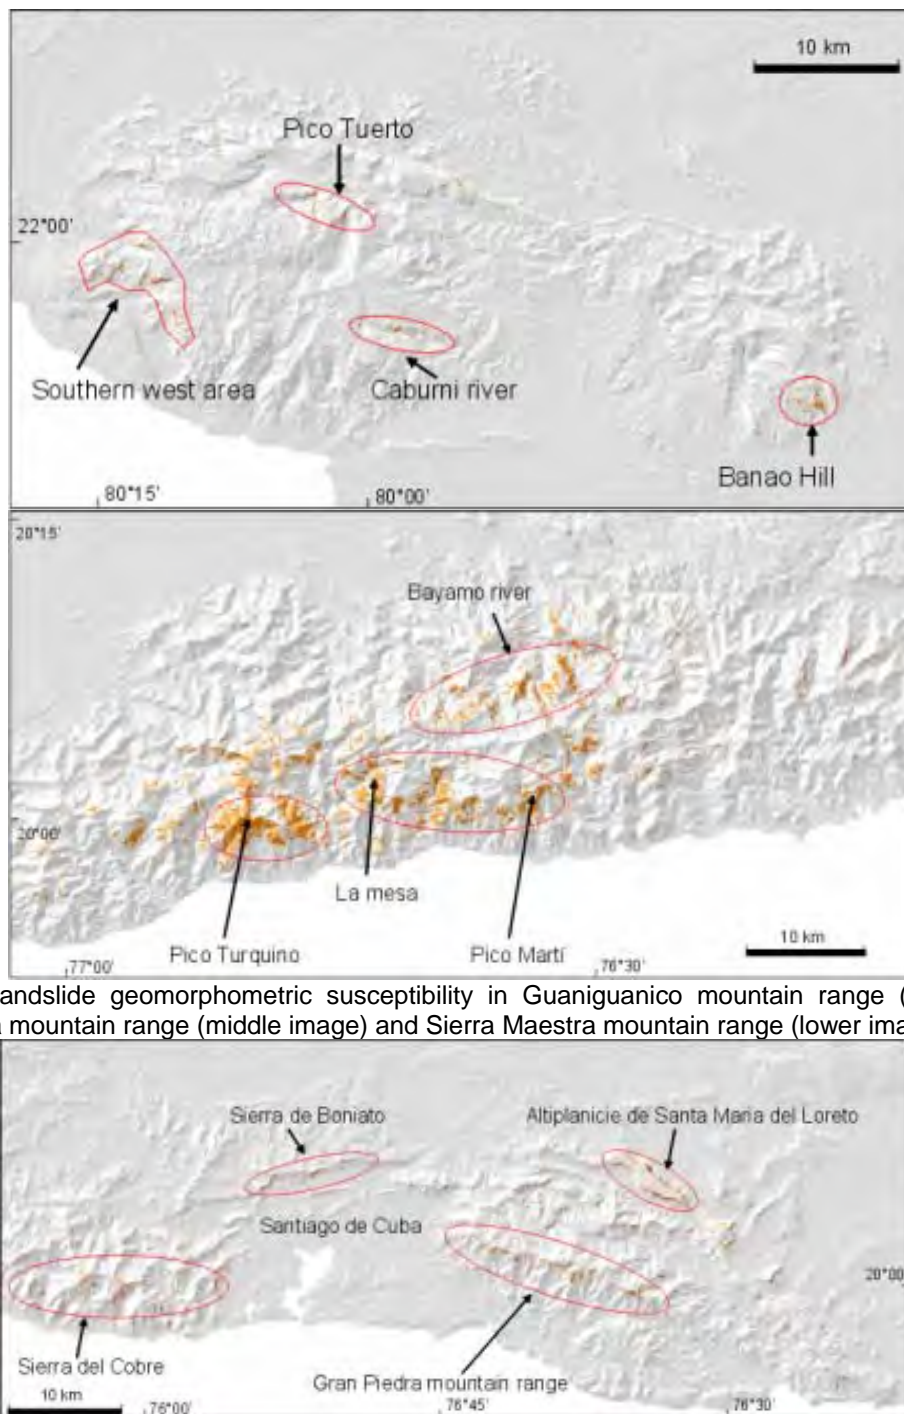 10 km
Pico Tuerto
22°00'
Southern west area
Caburni river
Banao Hill
80°15'
80°00'
20°15'
Bayamo river
20°00'
La mesa
Pico Turquino
Pico Martí
10 km
77°00'
76°30'
andslide geomorphometric susceptibility in Guaniguanico mountain range (
a mountain range (middle image) and Sierra Maestra mountain range (lower ima
Sierra de Boniato
Altiplanicie de Santa Maria del Loreto
Santiago de Cuba
20°00
Sierra del Cobre
Gran Piedra mountain range
10 km
76°00'
76°45'
76°30'